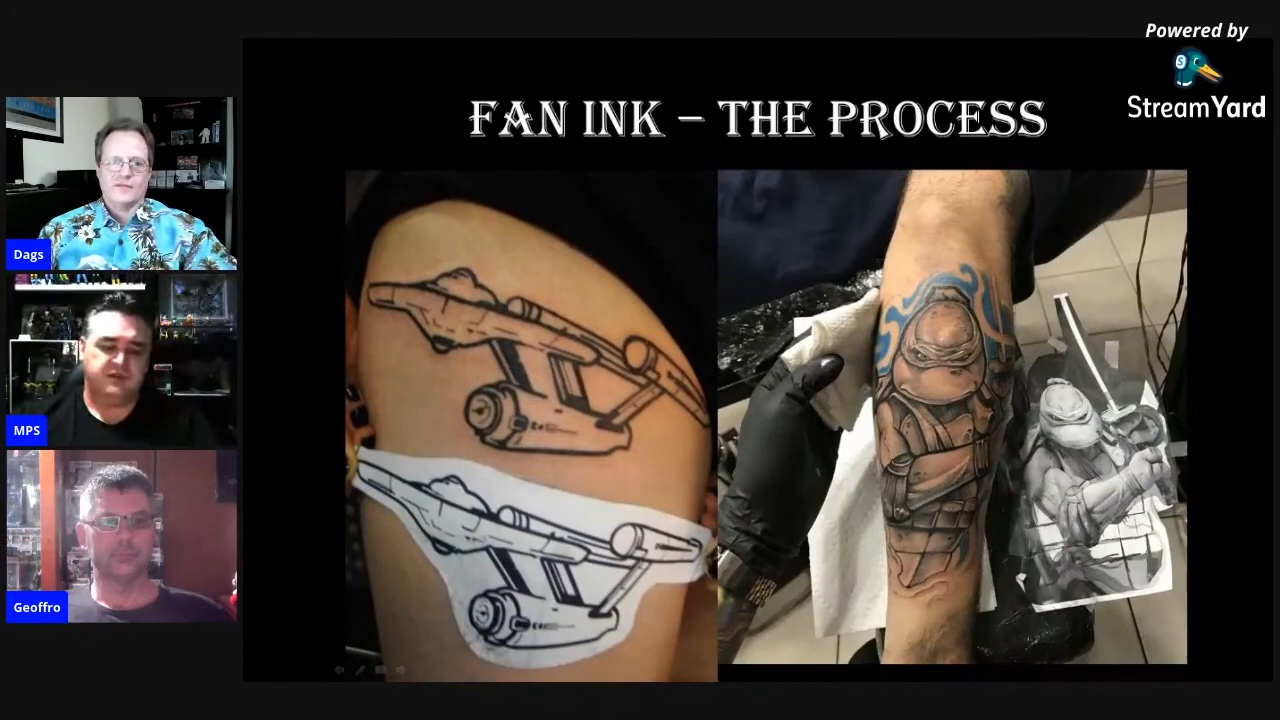 Powered by
StreamYard
FAN INK – THE PROCESS
Dags
MPS
Geoffro